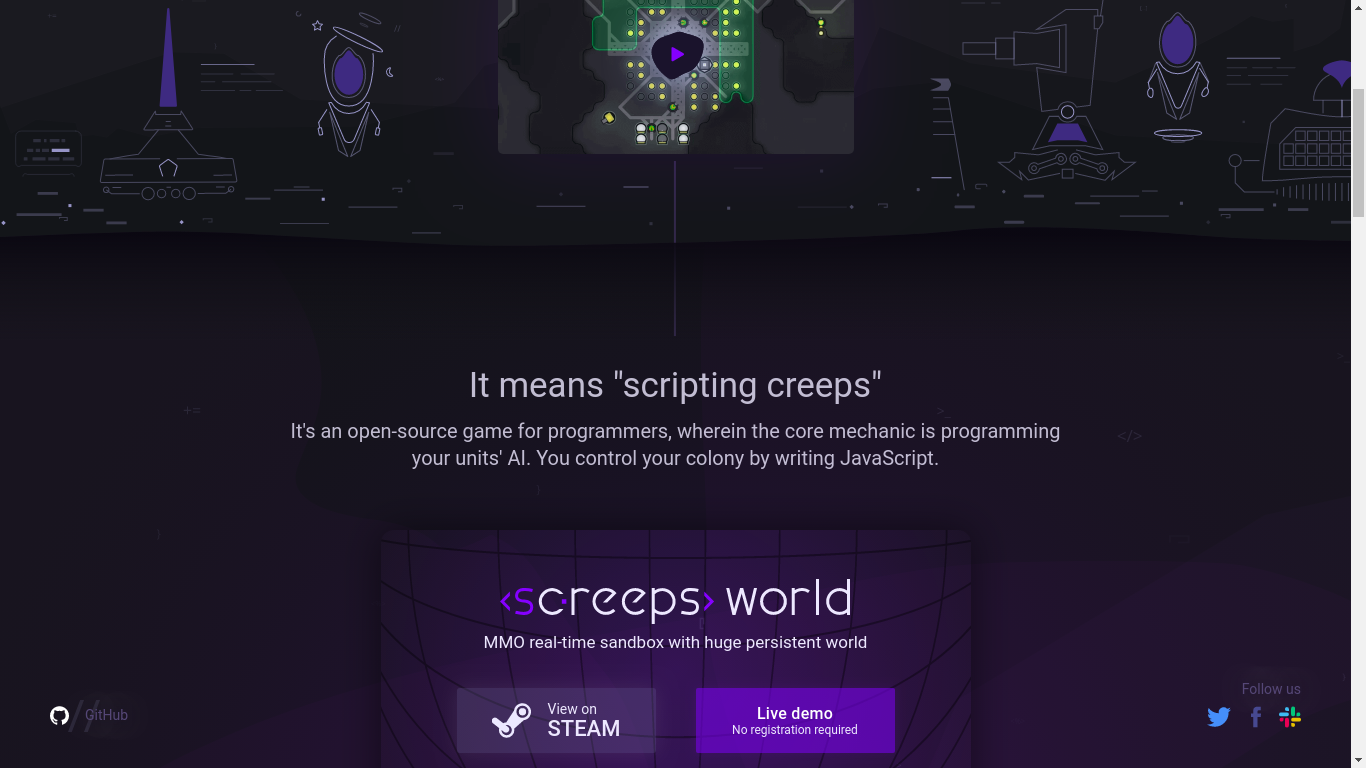 It means "scripting creeps"
It's an open-source game for programmers, wherein the core mechanic is programming
your units' AI. You control your colony by writing JavaScript.
+=
>_
</>
<screeps> world
MMO real-time sandbox with huge persistent world
View on
STEAM
Live demo
No registration required
// GitHub
Follow us